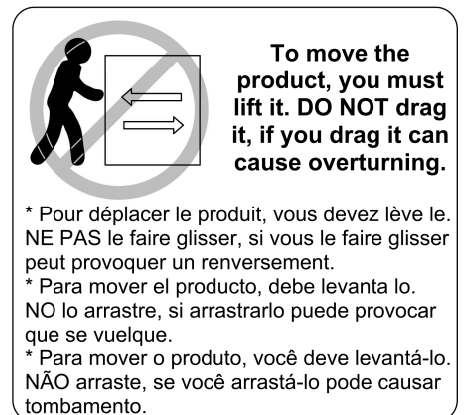 To move the
product, you must
lift it. DO NOT drag
it, if you drag it can
cause overturning.
* Pour déplacer le produit, vous devez lève le.
NE PAS le faire glisser, si vous le faire glisser
peut provoquer un renversement.
* Para mover el producto, debe levanta lo.
NO lo arrastre, si arrastrarlo puede provocar
que se vuelque.
* Para mover o produto, você deve levantá-lo.
NÃO arraste, se você arrastá-lo pode causar
tombamento.